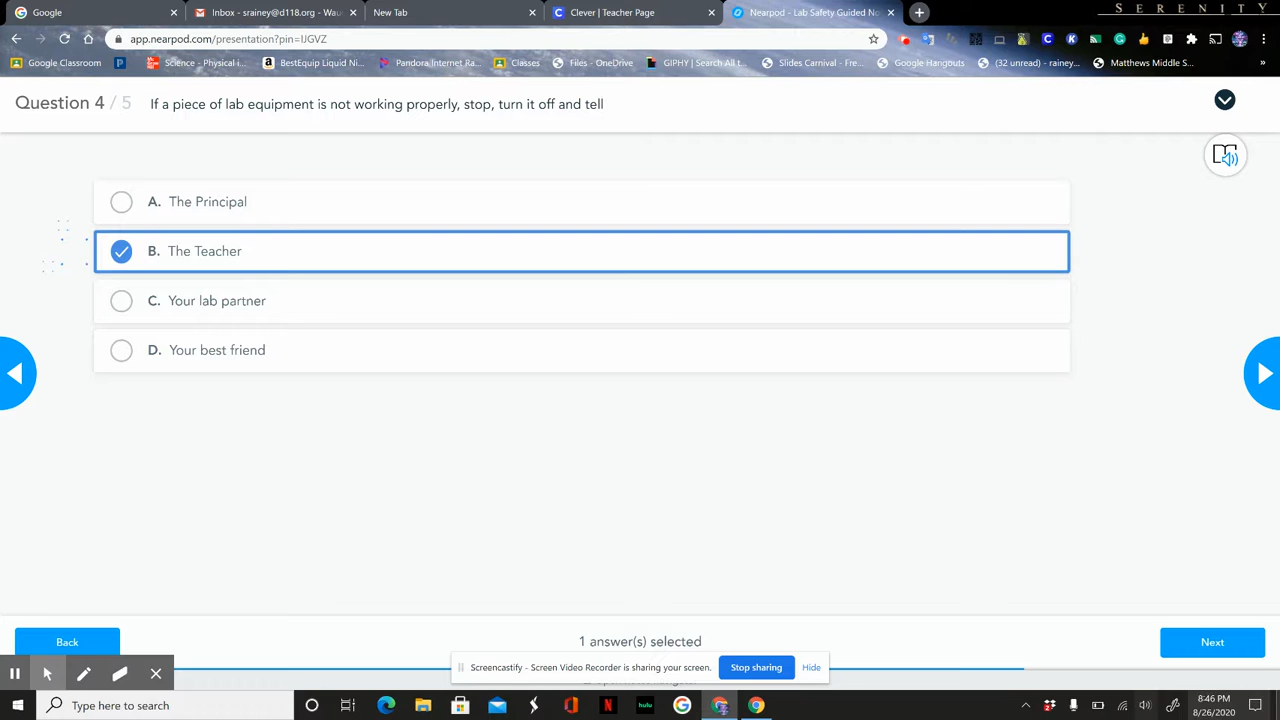 Google
Inbox - srainey@d118.org - Wau
New Tab
Clever | Teacher Page
Nearpod - Lab Safety Guided No
SERENITY
app.nearpod.com/presentation?pin=IJGVZ
Google Classroom
Science - Physical i...
BestEquip Liquid Ni...
Pandora Internet Ra...
Classes
Files - OneDrive
GIPHY | Search All t...
Slides Carnival - Fre...
Google Hangouts
(32 unread) - rainey...
Matthews Middle S...
»
Question 4 / 5 If a piece of lab equipment is not working properly, stop, turn it off and tell
A. The Principal
B. The Teacher
C. Your lab partner
D. Your best friend
Back
1 answer(s) selected
Next
Screencastify - Screen Video Recorder is sharing your screen.
Stop sharing
Hide
Type here to search
hulu
8:46 PM
8/26/2020